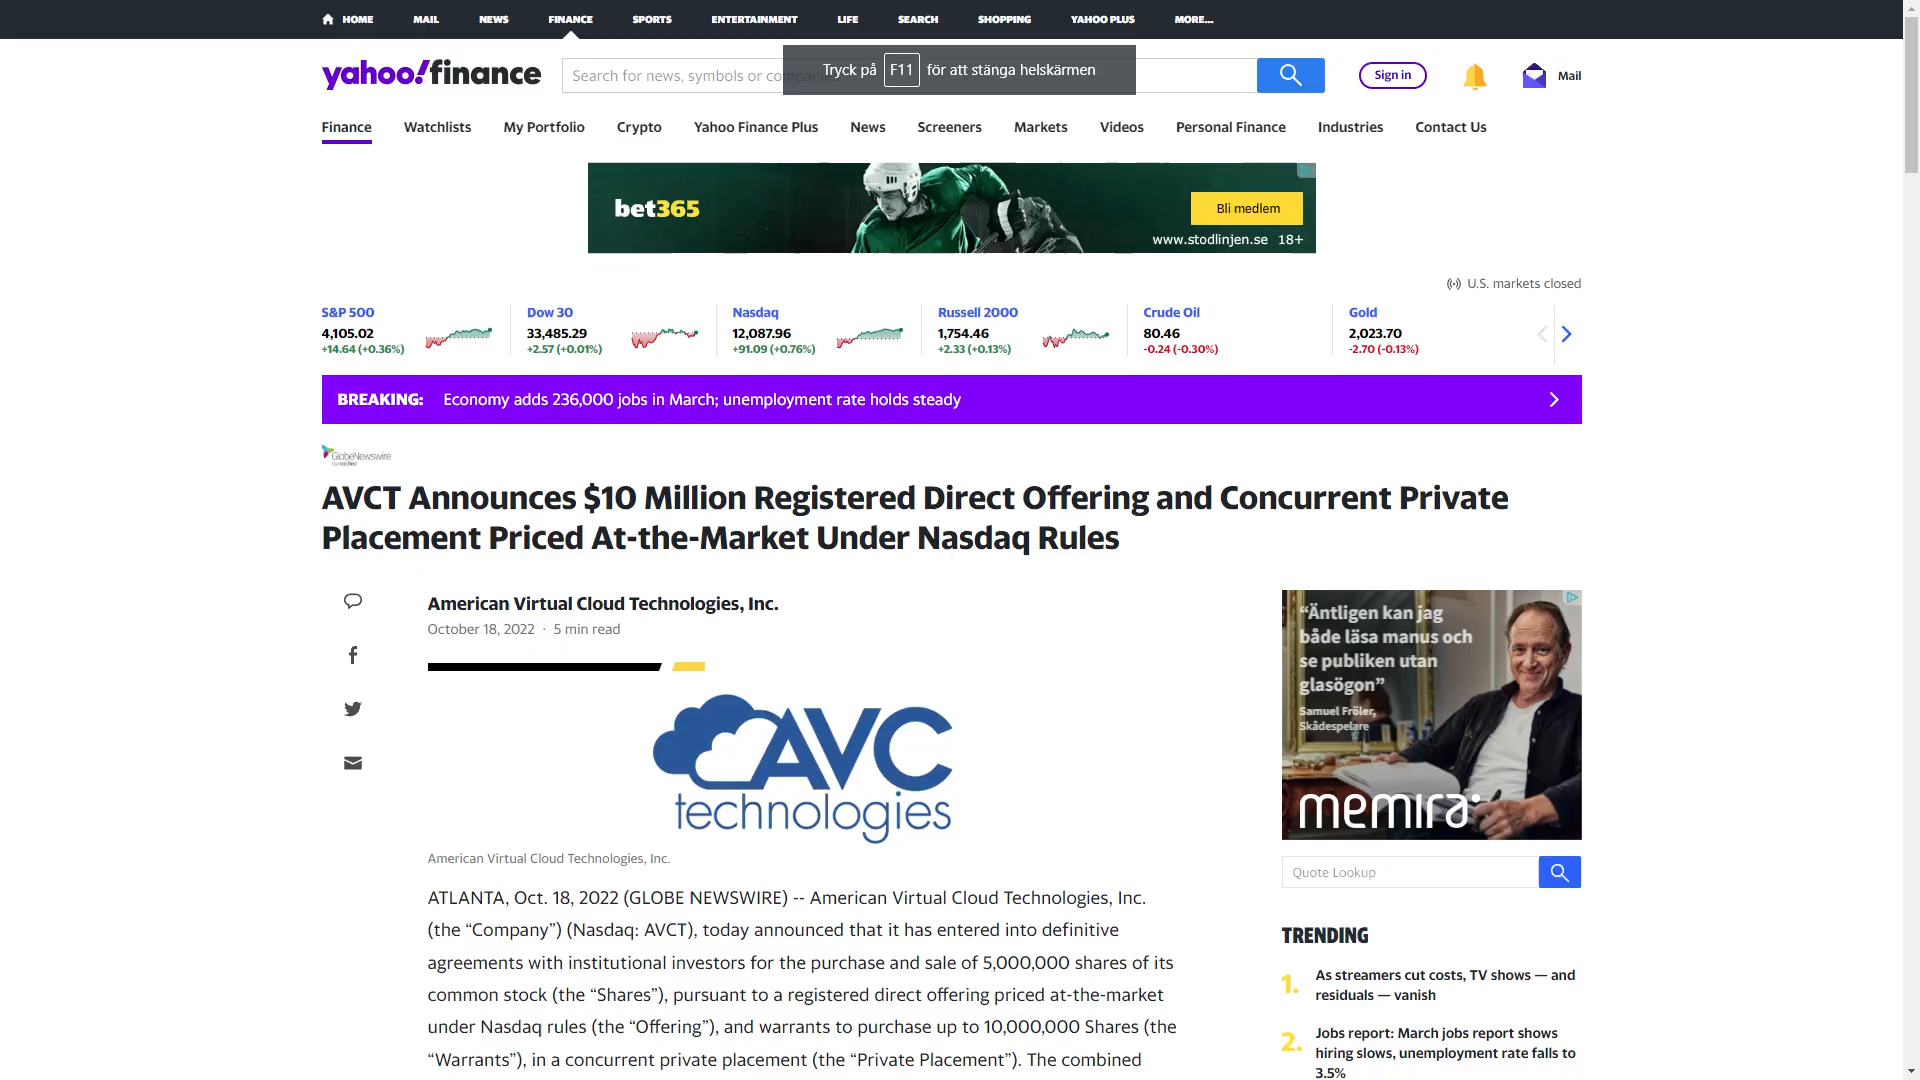 HOME MAIL NEWS FINANCE SPORTS ENTERTAINMENT LIFE SEARCH SHOPPING YAHOO PLUS MORE...
yahoo!finance
Search for news, symbols or
Tryck på F11 för att stänga helskärmen
Sign in
Mail
Finance Watchlists My Portfolio Crypto Yahoo Finance Plus News Screeners Markets Videos Personal Finance Industries Contact Us
bet365
Bli medlem
www.stodlinjen.se 18+
U.S. markets closed
S&P 500
4,105.02
+14.64 (+0.36%)
Dow 30
33,485.29
+2.57 (+0.01%)
Nasdaq
12,087.96
+91.09 (+0.76%)
Russell 2000
1,754.46
+2.33 (+0.13%)
Crude Oil
80.46
-0.24 (-0.30%)
Gold
2,023.70
-2.70 (-0.13%)
BREAKING: Economy adds 236,000 jobs in March; unemployment rate holds steady
GlobeNewswire
by notified
AVCT Announces $10 Million Registered Direct Offering and Concurrent Private
Placement Priced At-the-Market Under Nasdaq Rules
American Virtual Cloud Technologies, Inc.
October 18, 2022 · 5 min read
AVC
technologies
American Virtual Cloud Technologies, Inc.
ATLANTA, Oct. 18, 2022 (GLOBE NEWSWIRE) -- American Virtual Cloud Technologies, Inc.
(the “Company”) (Nasdaq: AVCT), today announced that it has entered into definitive
agreements with institutional investors for the purchase and sale of 5,000,000 shares of its
common stock (the “Shares”), pursuant to a registered direct offering priced at-the-market
under Nasdaq rules (the “Offering”), and warrants to purchase up to 10,000,000 Shares (the
“Warrants”), in a concurrent private placement (the “Private Placement”). The combined
“Äntligen kan jag
både läsa manus och
se publiken utan
glasögon”
Samuel Fröler,
Skådespelare
memira
Quote Lookup
TRENDING
1. As streamers cut costs, TV shows — and
residuals — vanish
2. Jobs report: March jobs report shows
hiring slows, unemployment rate falls to
3.5%